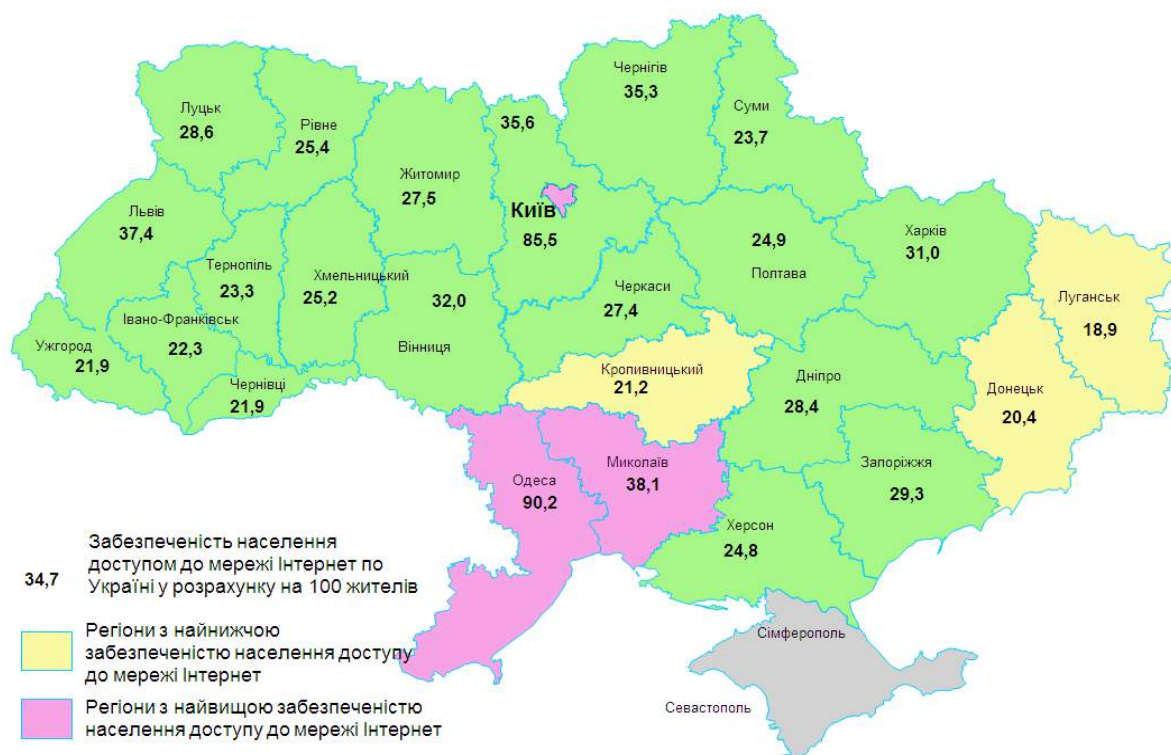 Чернігів
35,3
Суми
23,7
Луцьк
28,6
Рівне
25,4
35,6
Житомир
27,5
Київ
85,5
Львів
37,4
Тернопіль
23,3
Хмельницький
25,2
32,0
Вінниця
Черкаси
27,4
24,9
Полтава
Харків
31,0
Луганськ
18,9
Івано-Франківськ
22,3
Ужгород
21,9
Чернівці
21,9
Кропивницький
21,2
Дніпро
28,4
Донецьк
20,4
Одеса
90,2
Миколаїв
38,1
Запоріжжя
29,3
Херсон
24,8
Сімферополь
Севастополь
34,7
Забезпеченість населення
доступом до мережі Інтернет по
Україні у розрахунку на 100 жителів
Регіони з найнижчою
забезпеченістю населення доступу
до мережі Інтернет
Регіони з найвищою забезпеченістю
населення доступу до мережі Інтернет